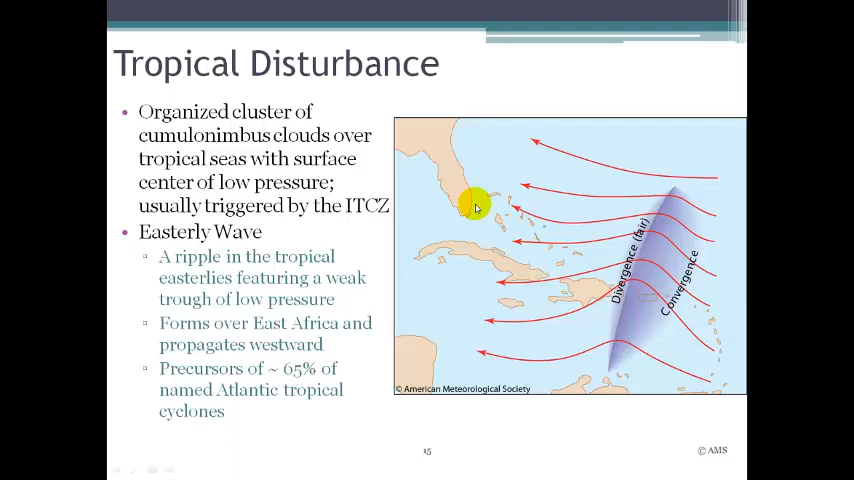 Tropical Disturbance
• Organized cluster of
cumulonimbus clouds over
tropical seas with surface
center of low pressure;
usually triggered by the ITCZ
• Easterly Wave
▫ A ripple in the tropical
easterlies featuring a weak
trough of low pressure
▫ Forms over East Africa and
propagates westward
▫ Precursors of ~ 65% of
named Atlantic tropical
cyclones
Divergence (fair)
Convergence
© American Meteorological Society
15
© AMS